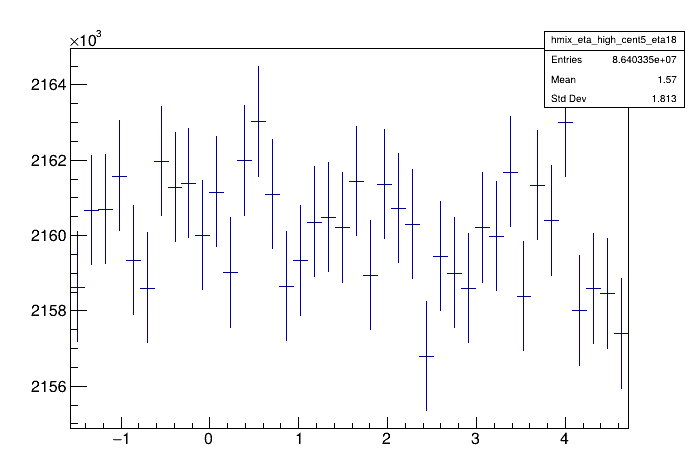 ×10³
hmix_eta_high_cent5_eta18
Entries 8.640335e+07
Mean 1.57
Std Dev 1.813
2164
2162
2160
2158
2156
−1 0 1 2 3 4